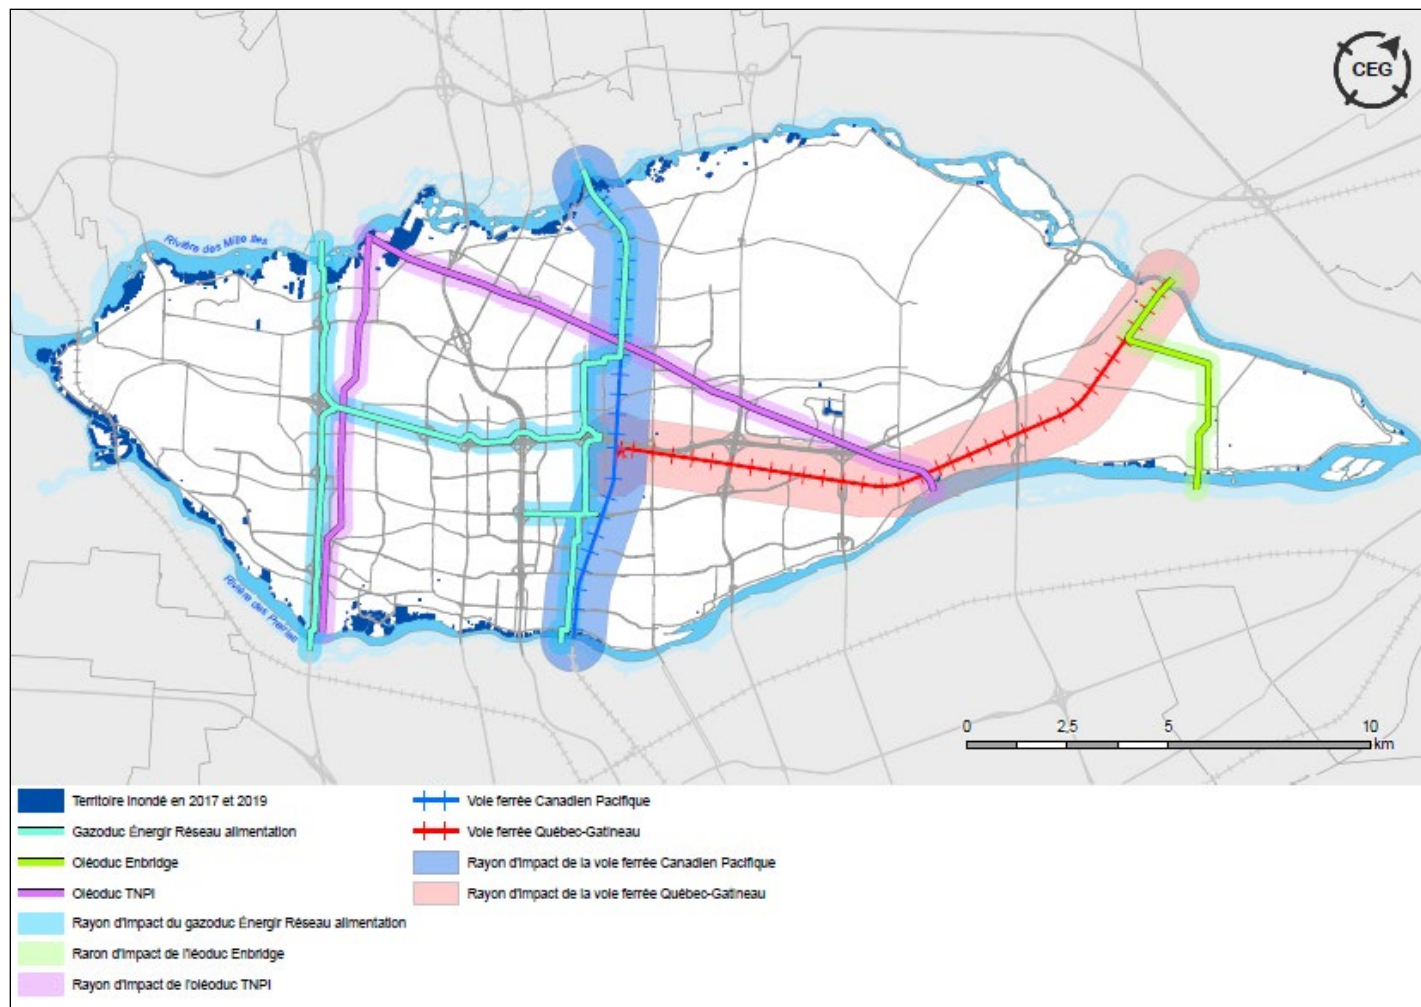 CEG
Rivière des Mille Iles
Rivière des Prairies
0 2,5 5 10
km
Territoire inondé en 2017 et 2019
Gazoduc Énergir Réseau alimentation
Oléoduc Enbridge
Oléoduc TNPI
Rayon d'impact du gazoduc Énergir Réseau alimentation
Raron d'impact de l'léoduc Enbridge
Rayon d'impact de l'oléoduc TNPI
Voie ferrée Canadien Pacifique
Voie ferrée Québec-Gatineau
Rayon d'impact de la voie ferrée Canadien Pacifique
Rayon d'impact de la voie ferrée Québec-Gatineau